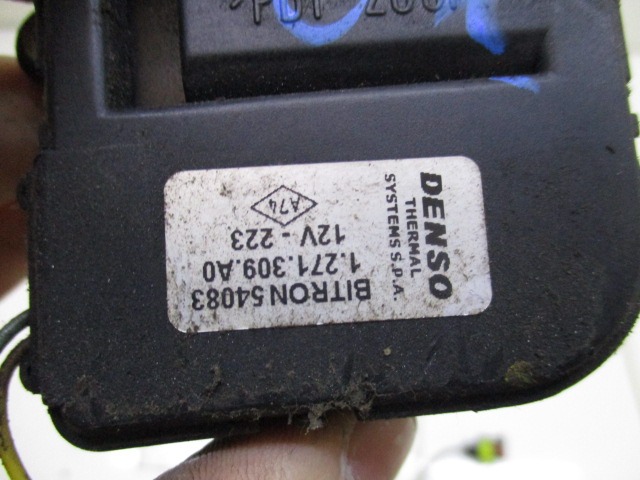 DENSO
THERMAL
SYSTEMS S.P.A.
BITRON 54083
1.271.309.A0
12V - 223
A74